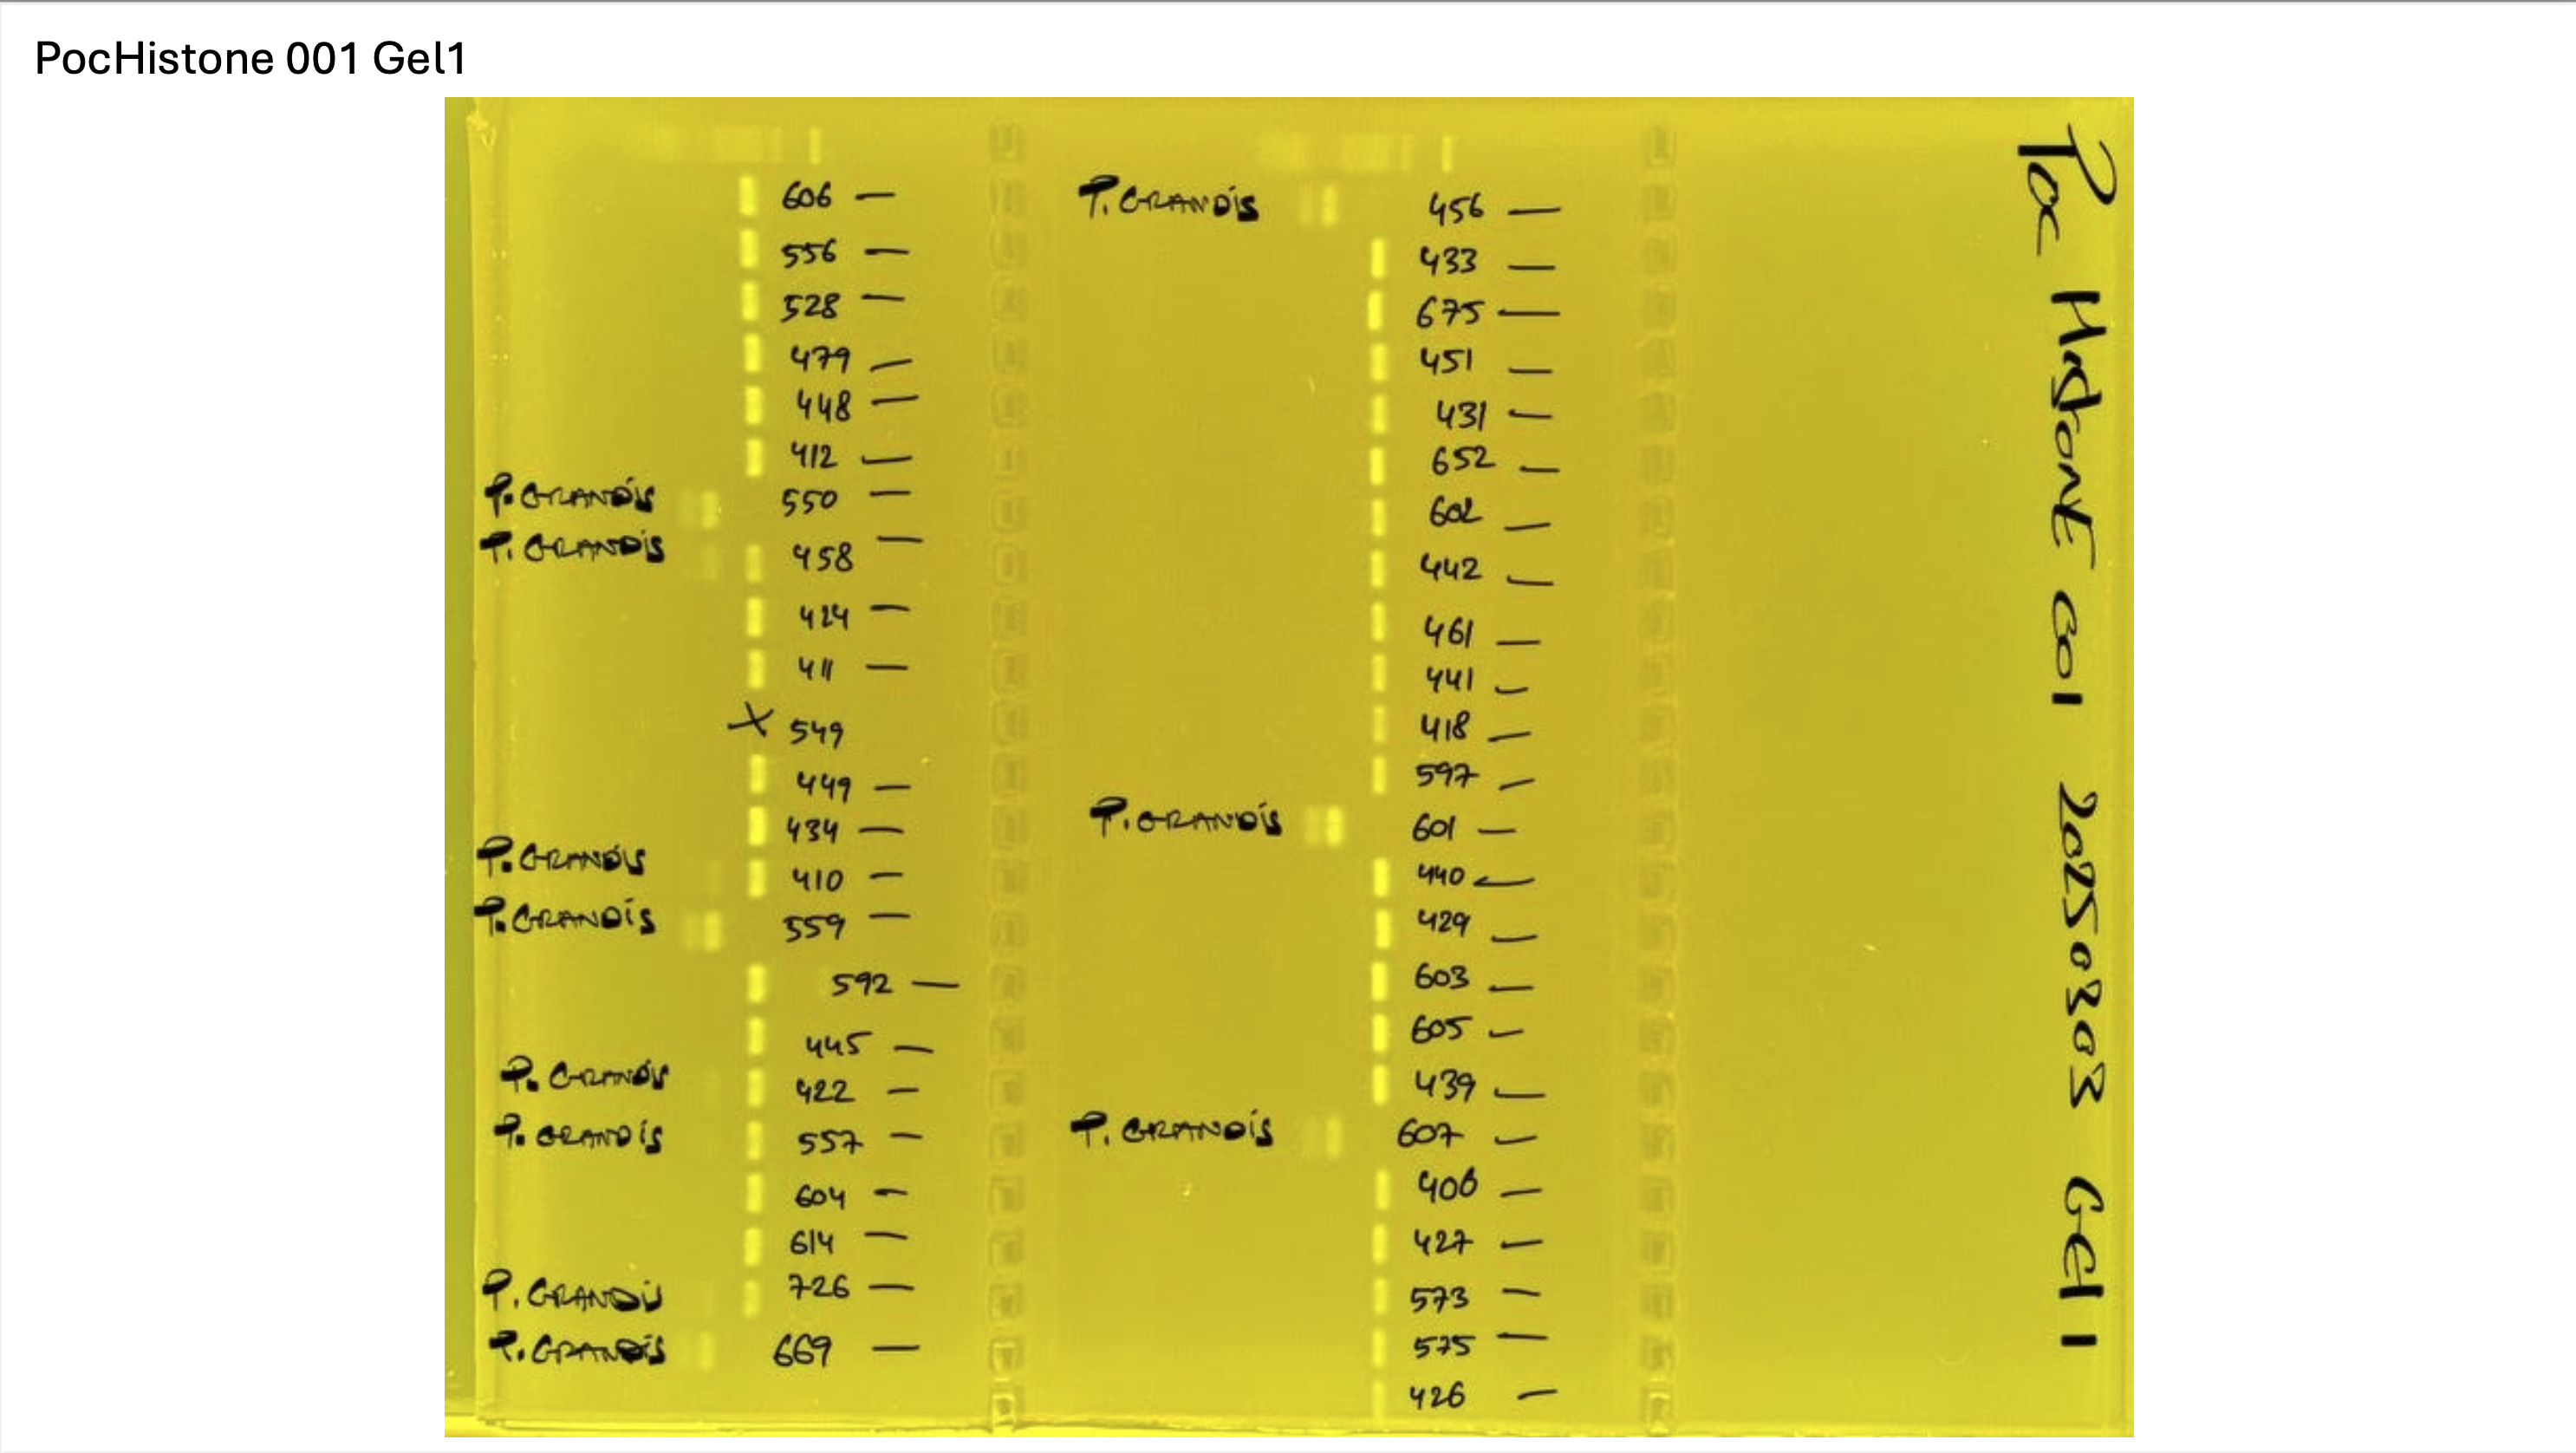 PocHistone 001 Gel1
606 —
556 —
528 —
479 —
448 —
412 —
P. GRANDIS 550 —
P. GRANDIS 458 —
424 —
411 —
X 549
449 —
434 —
P. GRANDIS 410 —
P. GRANDIS 559 —
592 —
445 —
P. GRANDIS 422 —
P. GRANDIS 557 —
604 —
614 —
P. GRANDIS 726 —
P. GRANDIS 669 —
P. GRANDIS 456 —
433 —
675 —
451 —
431 —
652 —
602 —
442 —
461 —
441 —
418 —
597 —
P. GRANDIS 601 —
440 —
429 —
603 —
605 —
439 —
P. GRANDIS 607 —
406 —
427 —
573 —
575 —
426 —
Poc HistonE 001 20250303 GEl 1